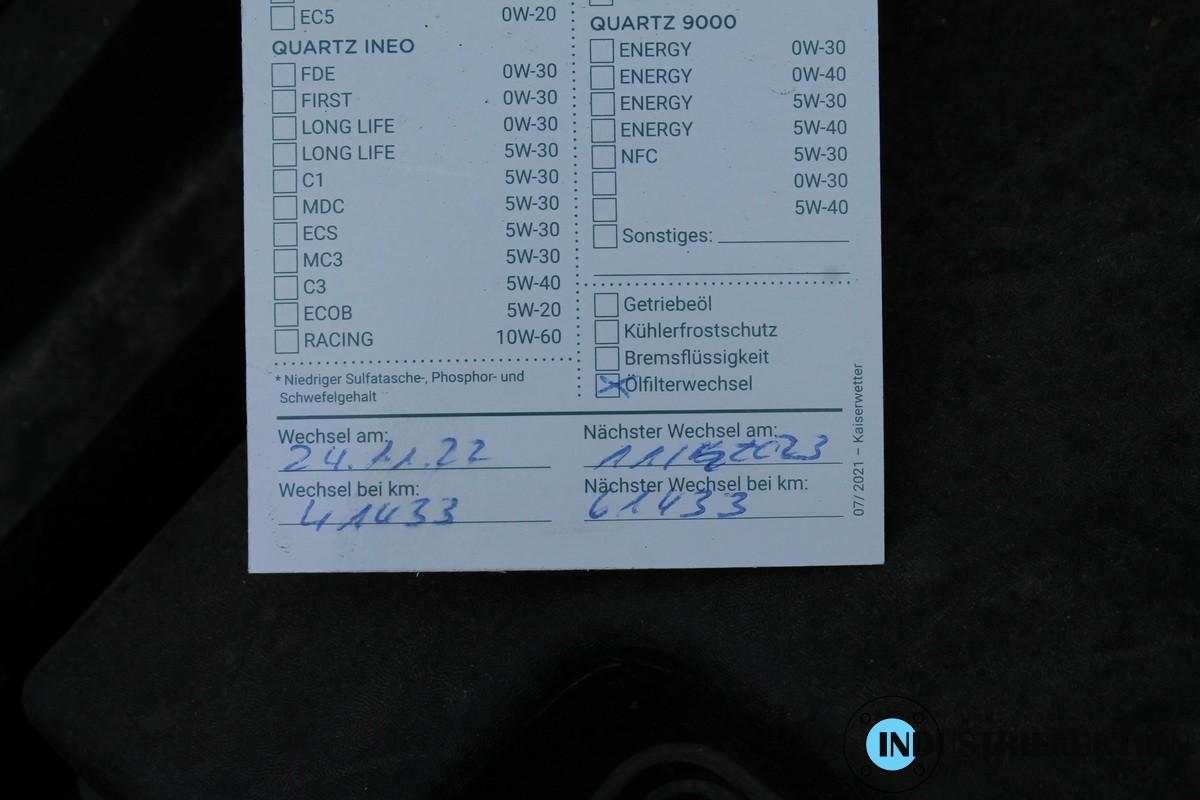 EC5 0W-20
QUARTZ INEO
FDE 0W-30
FIRST 0W-30
LONG LIFE 0W-30
LONG LIFE 5W-30
C1 5W-30
MDC 5W-30
ECS 5W-30
MC3 5W-30
C3 5W-40
ECOB 5W-20
RACING 10W-60
* Niedriger Sulfatasche-, Phosphor- und
Schwefelgehalt
QUARTZ 9000
ENERGY 0W-30
ENERGY 0W-40
ENERGY 5W-30
ENERGY 5W-40
NFC 5W-30
0W-30
5W-40
Sonstiges:
Getriebeöl
Kühlerfrostschutz
Bremsflüssigkeit
Ölfilterwechsel
Wechsel am:
24.11.22
Nächster Wechsel am:
Wechsel bei km:
41433
Nächster Wechsel bei km:
61433
07/2021 – Kaiserwetter
INDUSTRIEAUKTION